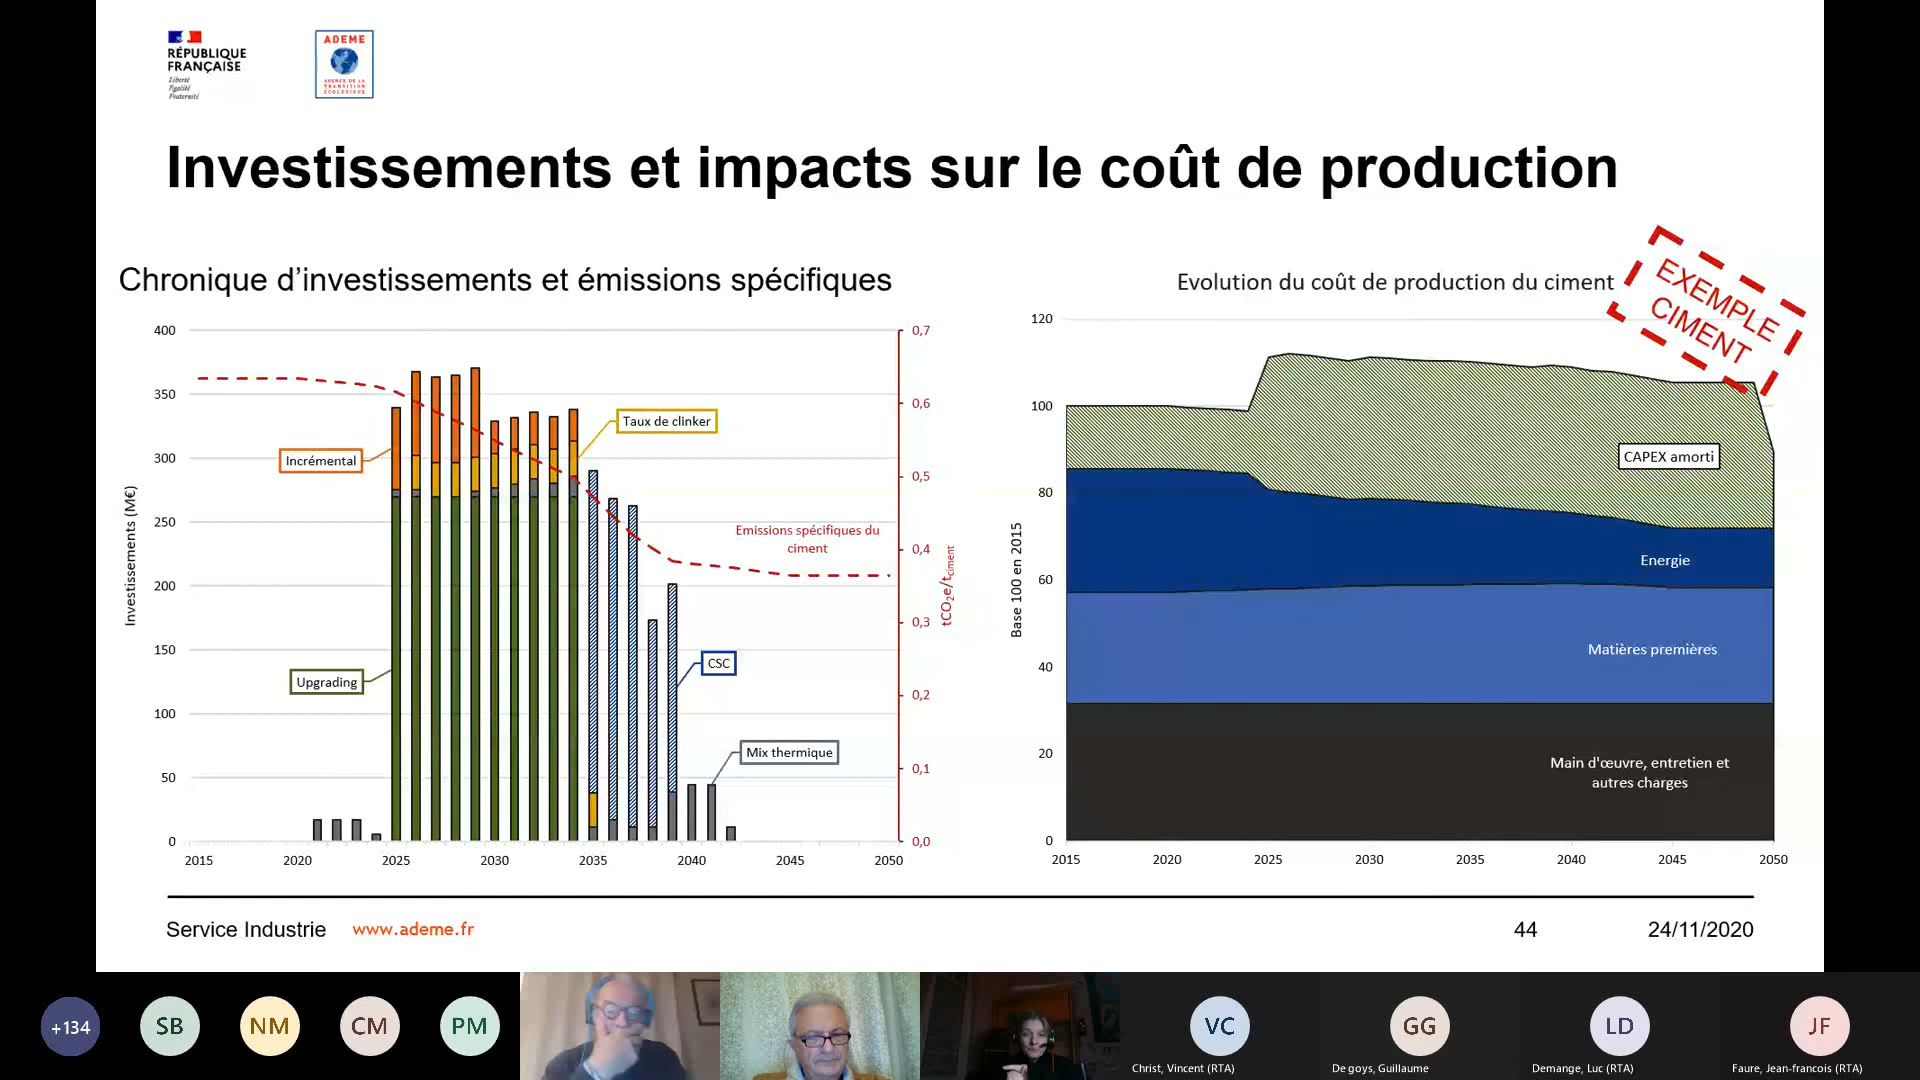 RÉPUBLIQUE
FRANÇAISE
Liberté
Égalité
Fraternité
ADEME
AGENCE DE LA
TRANSITION
ÉCOLOGIQUE
Investissements et impacts sur le coût de production
Chronique d’investissements et émissions spécifiques
400
350
300
250
200
150
100
50
0
Investissements (M€)
0,7
0,6
0,5
0,4
0,3
0,2
0,1
0,0
tCO₂e/t ciment
Incrémental
Taux de clinker
Emissions spécifiques du
ciment
Upgrading
CSC
Mix thermique
2015 2020 2025 2030 2035 2040 2045 2050
Evolution du coût de production du ciment
EXEMPLE
CIMENT
120
100
80
60
40
20
0
Base 100 en 2015
CAPEX amorti
Energie
Matières premières
Main d'œuvre, entretien et
autres charges
2015 2020 2025 2030 2035 2040 2045 2050
Service Industrie www.ademe.fr 44 24/11/2020
+134 SB NM CM PM VC GG LD JF
Christ, Vincent (RTA) De goys, Guillaume Demange, Luc (RTA) Faure, Jean-francois (RTA)